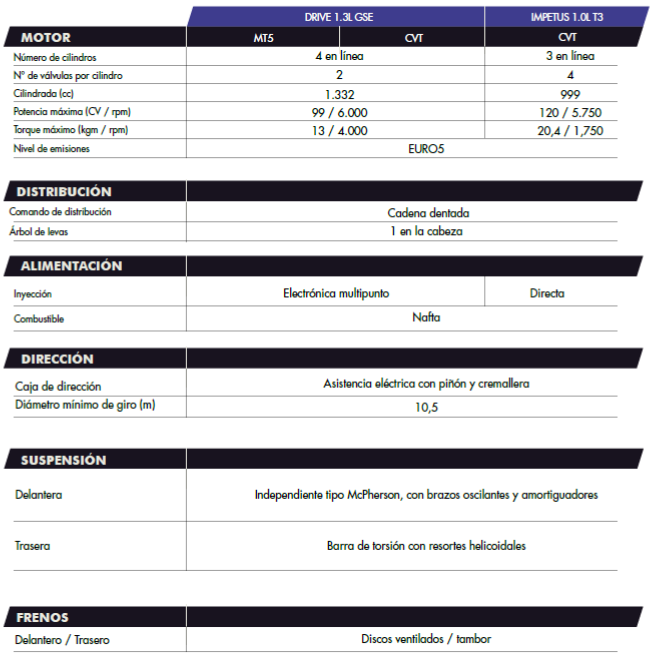 DRIVE 1.3L GSE IMPETUS 1.0L T3
MOTOR MT5 CVT CVT
Número de cilindros 4 en línea 3 en línea
N° de válvulas por cilindro 2 4
Cilindrada (cc) 1.332 999
Potencia máxima (CV / rpm) 99 / 6.000 120 / 5.750
Torque máximo (kgm / rpm) 13 / 4.000 20,4 / 1,750
Nivel de emisiones EURO5
DISTRIBUCIÓN
Comando de distribución Cadena dentada
Árbol de levas 1 en la cabeza
ALIMENTACIÓN
Inyección Electrónica multipunto Directa
Combustible Nafta
DIRECCIÓN
Caja de dirección Asistencia eléctrica con piñón y cremallera
Diámetro mínimo de giro (m) 10,5
SUSPENSIÓN
Delantera Independiente tipo McPherson, con brazos oscilantes y amortiguadores
Trasera Barra de torsión con resortes helicoidales
FRENOS
Delantero / Trasero Discos ventilados / tambor